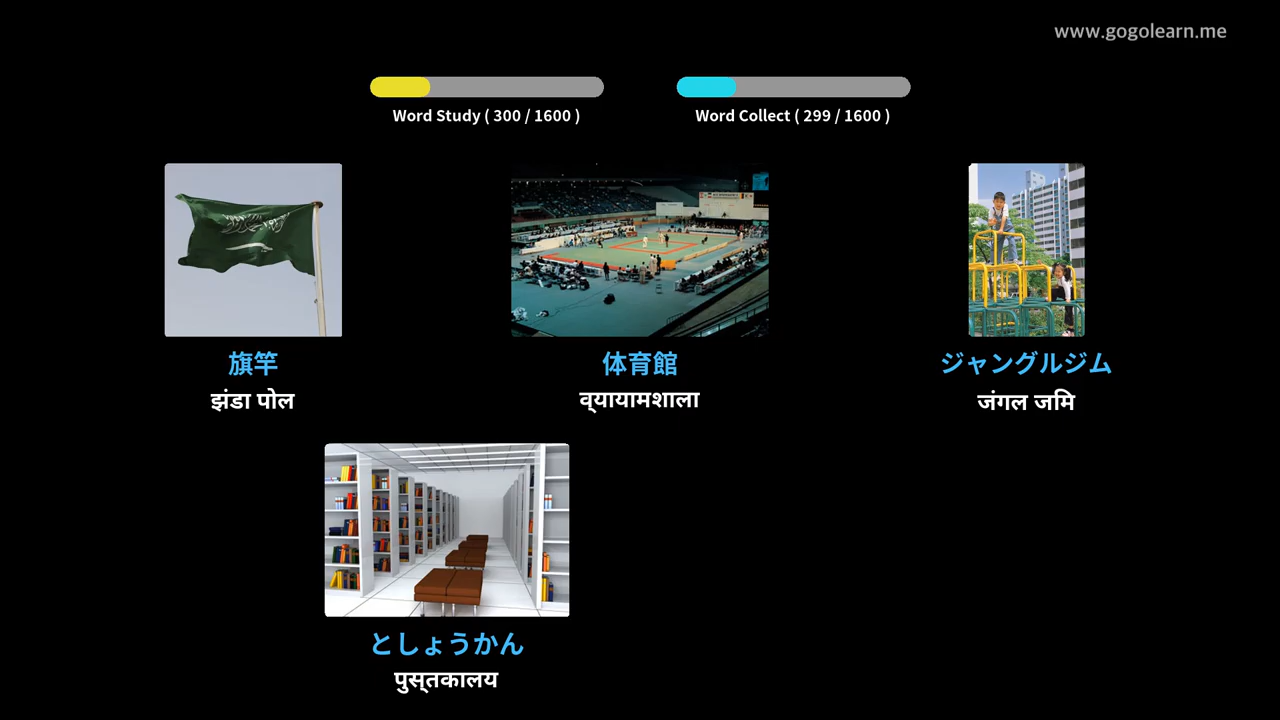 www.gogolearn.me
Word Study ( 300 / 1600 )
Word Collect ( 299 / 1600 )
旗竿
झंडा पोल
体育館
व्यायामशाला
ジャングルジム
जंगल जमि
としょうかん
पुस्तकालय